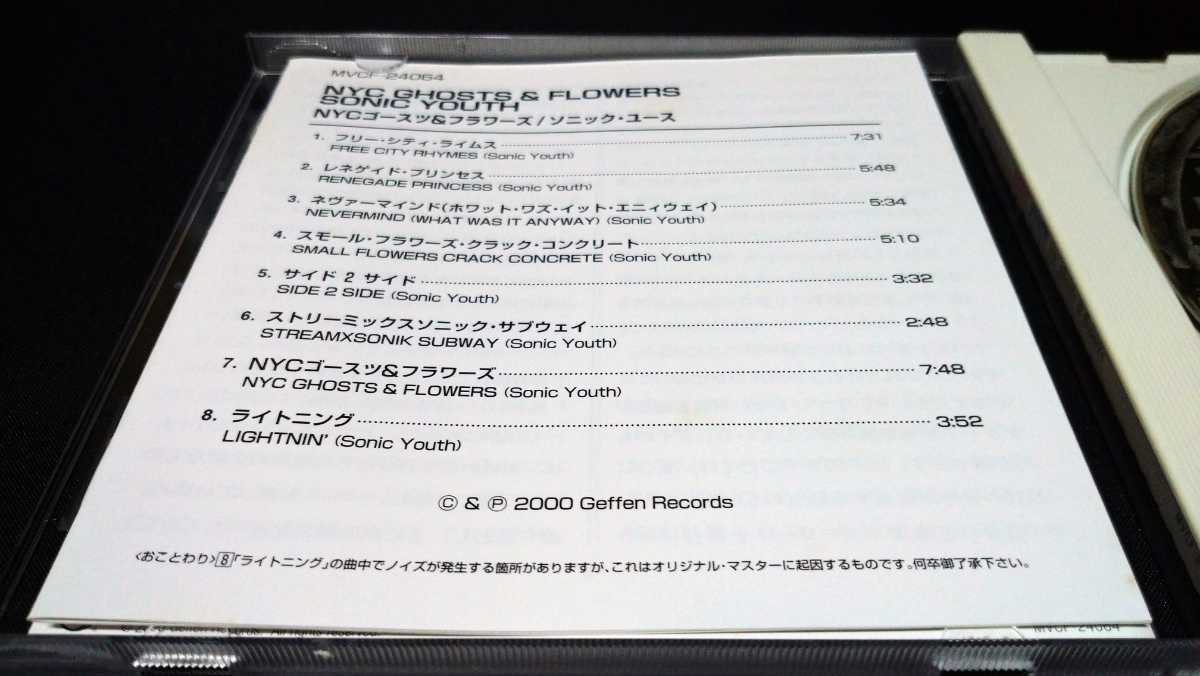 MVCF-24064
NYC GHOSTS & FLOWERS
SONIC YOUTH
NYCゴースツ&フラワーズ/ソニック・ユース
1. フリー・シティ・ライムス 7:31
FREE CITY RHYMES (Sonic Youth)
2. レネゲイド・プリンセス 5:48
RENEGADE PRINCESS (Sonic Youth)
3. ネヴァーマインド(ホワット・ワズ・イット・エニィウェイ) 5:34
NEVERMIND (WHAT WAS IT ANYWAY) (Sonic Youth)
4. スモール・フラワーズ・クラック・コンクリート 5:10
SMALL FLOWERS CRACK CONCRETE (Sonic Youth)
5. サイド 2 サイド 3:32
SIDE 2 SIDE (Sonic Youth)
6. ストリーミックスソニック・サブウェイ 2:48
STREAMXSONIK SUBWAY (Sonic Youth)
7. NYCゴースツ&フラワーズ 7:48
NYC GHOSTS & FLOWERS (Sonic Youth)
8. ライトニング 3:52
LIGHTNIN' (Sonic Youth)
© & ℗ 2000 Geffen Records
〈おことわり〉8「ライトニング」の曲中でノイズが発生する箇所がありますが、これはオリジナル・マスターに起因するものです。何卒御了承下さい。
Records. All rights reserved.
MVCF-24064